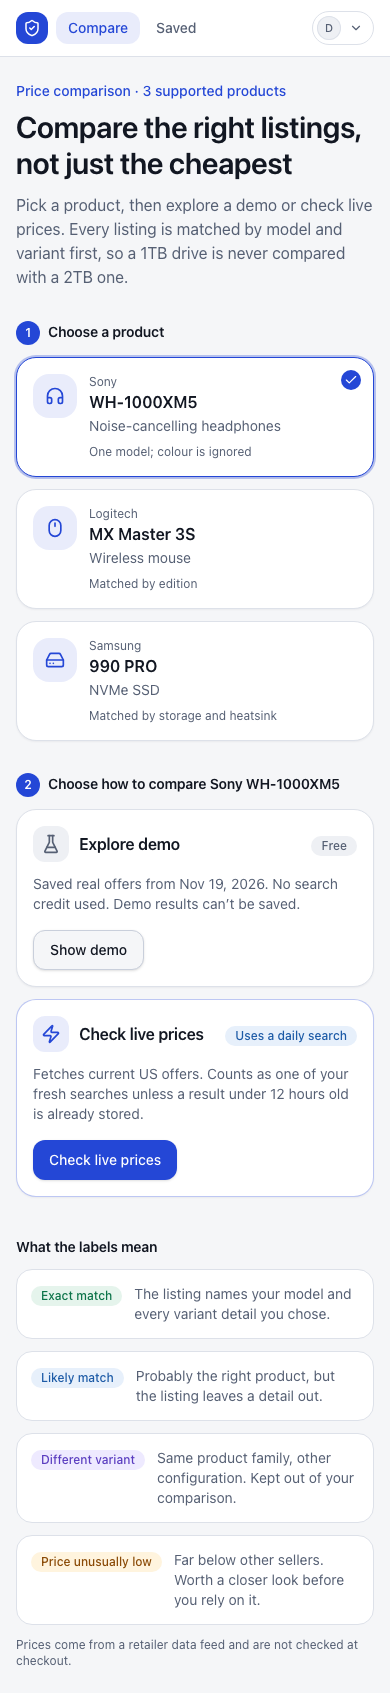 Compare
Saved
D
Price comparison · 3 supported products
Compare the right listings,
not just the cheapest
Pick a product, then explore a demo or check live
prices. Every listing is matched by model and
variant first, so a 1TB drive is never compared
with a 2TB one.
1 Choose a product
Sony
WH-1000XM5
Noise-cancelling headphones
One model; colour is ignored
Logitech
MX Master 3S
Wireless mouse
Matched by edition
Samsung
990 PRO
NVMe SSD
Matched by storage and heatsink
2 Choose how to compare Sony WH-1000XM5
Explore demo
Free
Saved real offers from Nov 19, 2026. No search
credit used. Demo results can't be saved.
Show demo
Check live prices
Uses a daily search
Fetches current US offers. Counts as one of your
fresh searches unless a result under 12 hours old
is already stored.
Check live prices
What the labels mean
Exact match
The listing names your model and
every variant detail you chose.
Likely match
Probably the right product, but
the listing leaves a detail out.
Different variant
Same product family, other
configuration. Kept out of your
comparison.
Price unusually low
Far below other sellers.
Worth a closer look before
you rely on it.
Prices come from a retailer data feed and are not checked at
checkout.